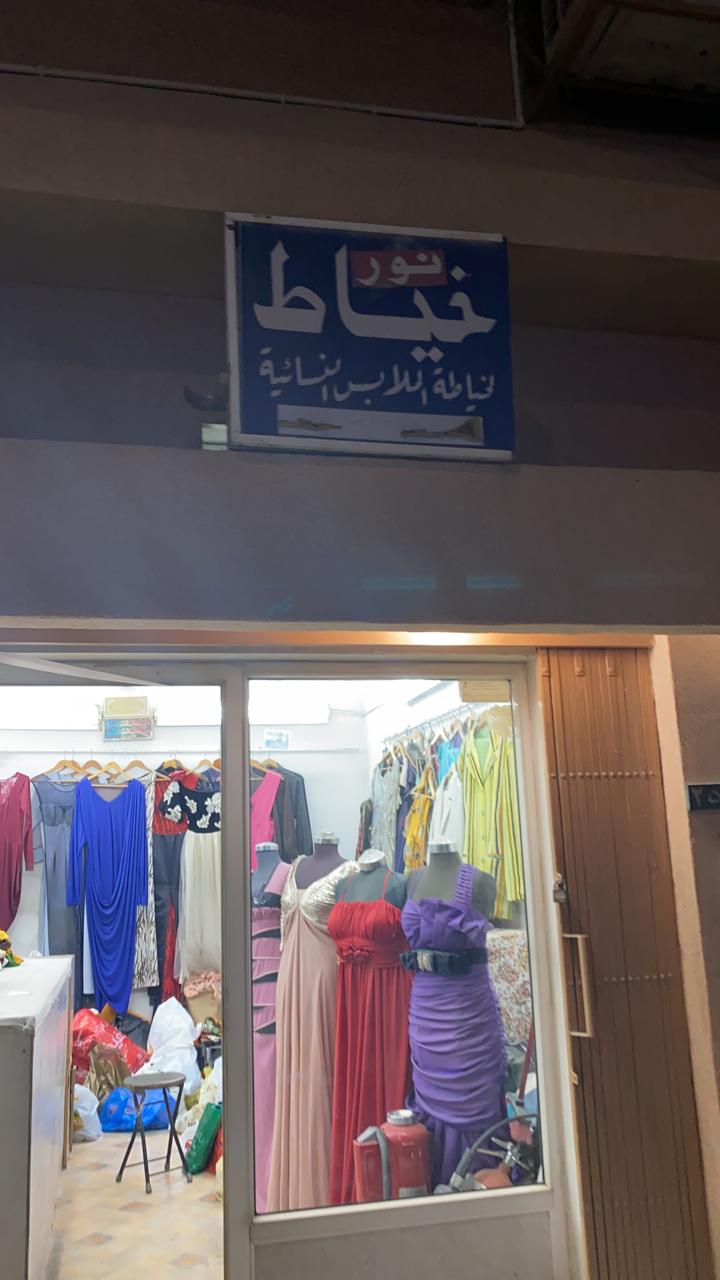 نور
خياط
لخياطة الملابس النسائية